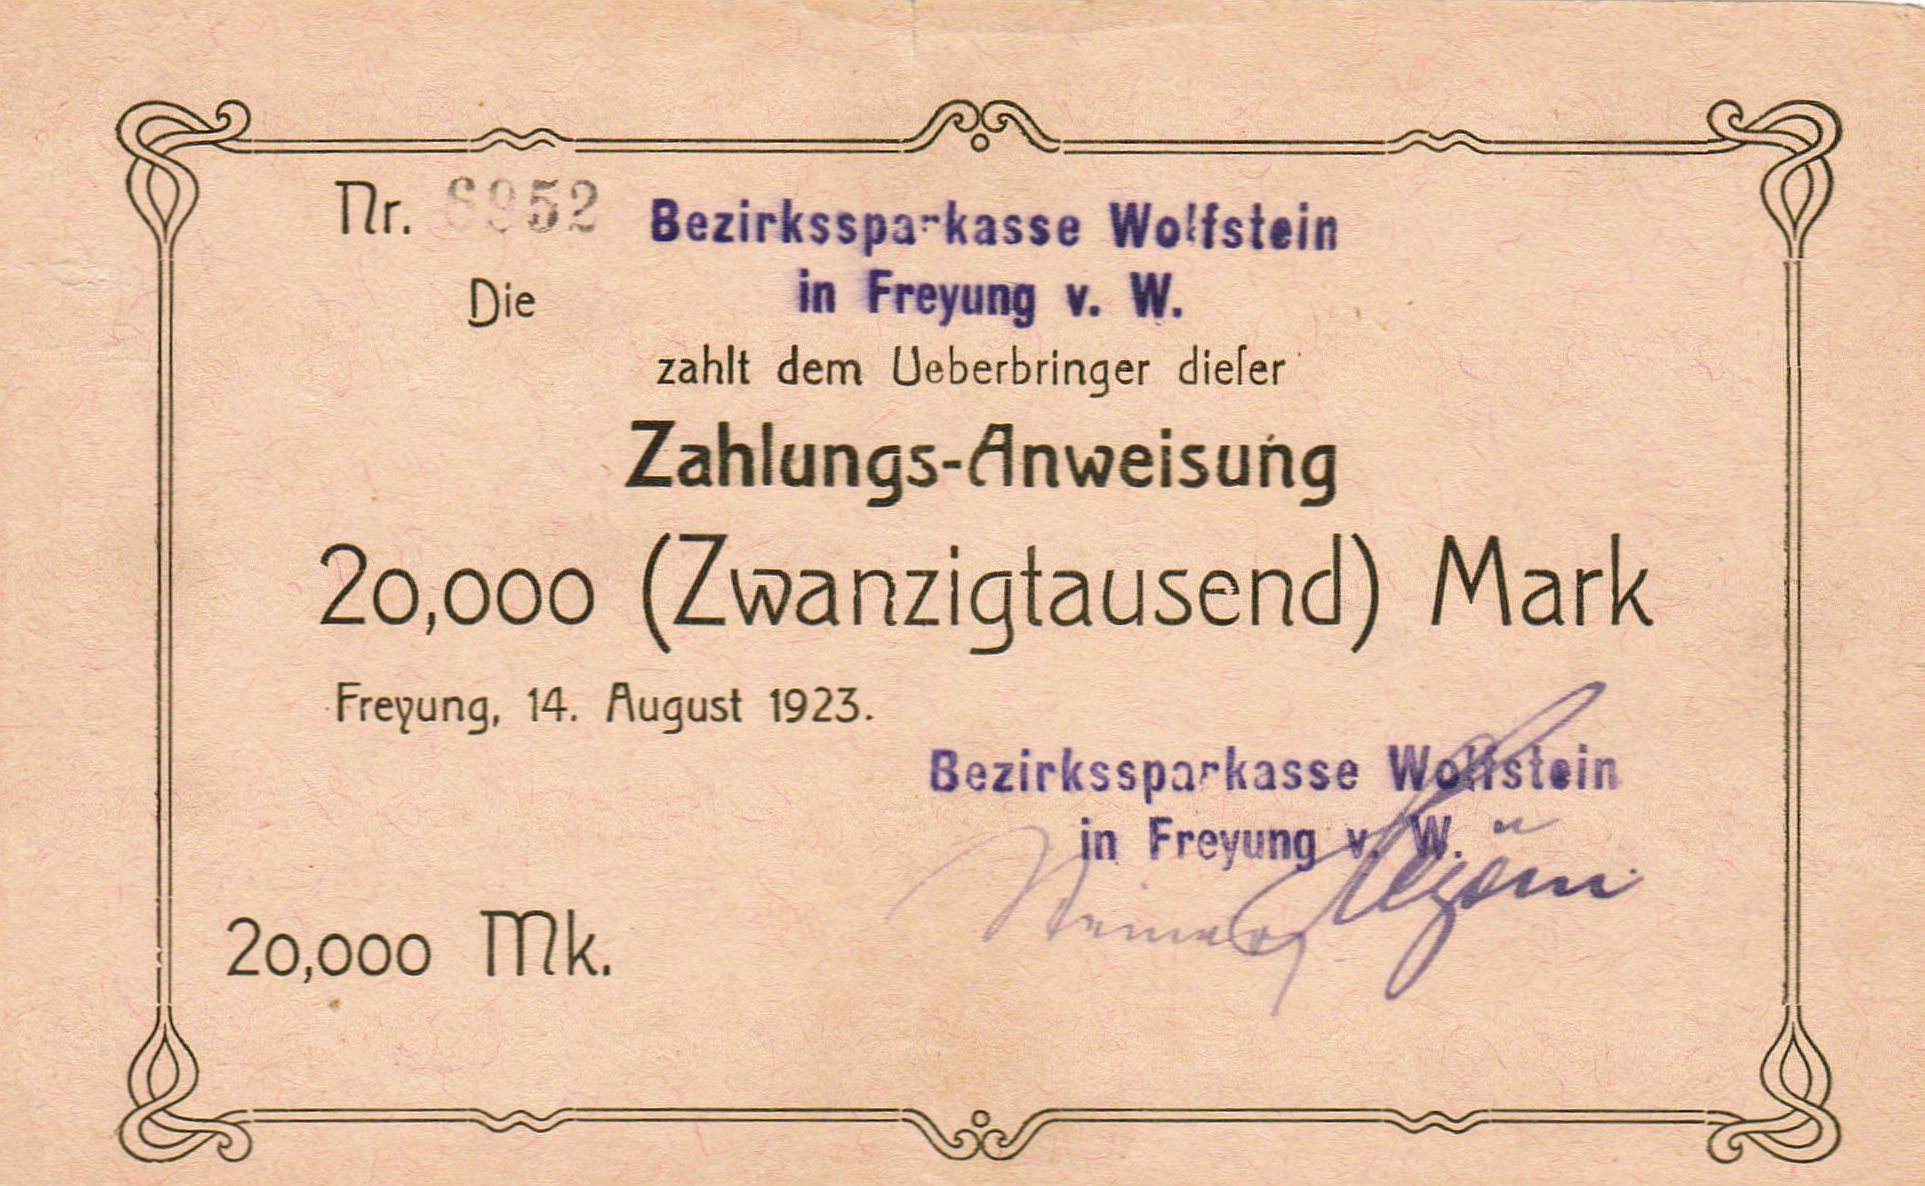 Nr. 6952 Bezirkssparkasse Wolfstein
Die in Freyung v. W.
zahlt dem Ueberbringer dieſer
Zahlungs-Anweisung
20,000 (Zwanzigtausend) Mark
Freyung, 14. August 1923.
Bezirkssparkasse Wolfstein
in Freyung v. W.
20,000 Mk.